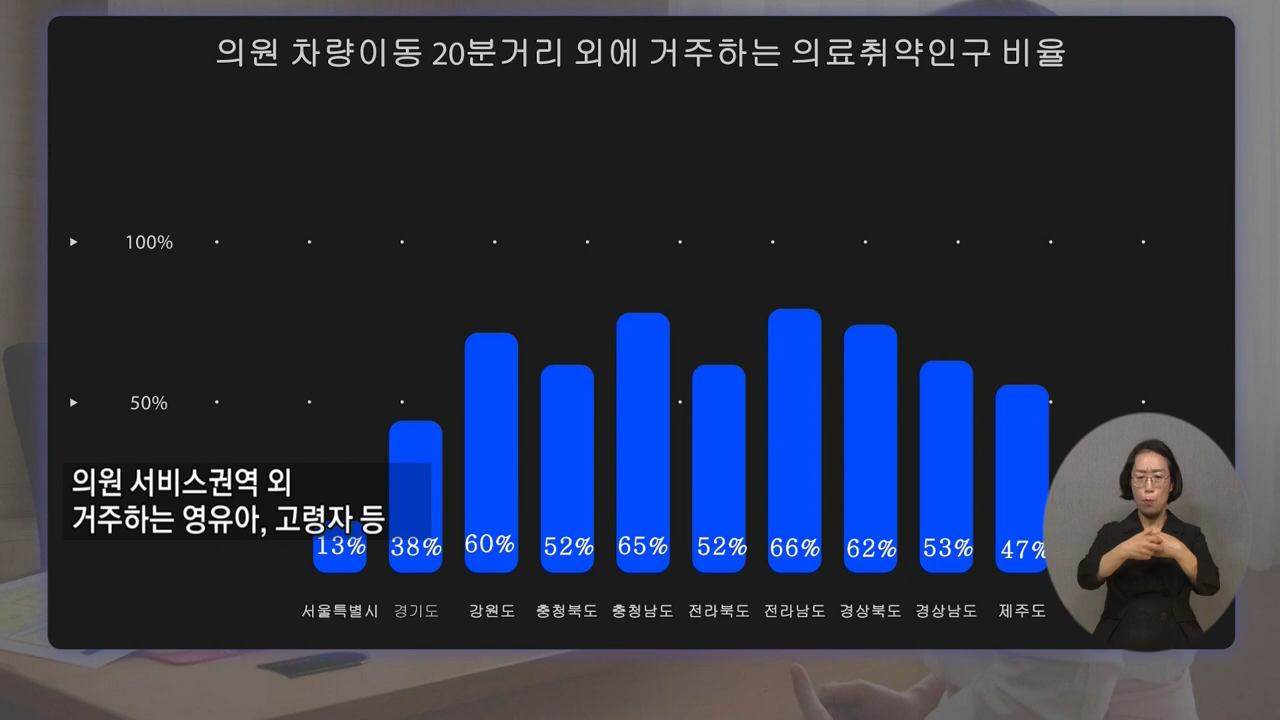 의원 차량이동 20분거리 외에 거주하는 의료취약인구 비율
100%
50%
의원 서비스권역 외
거주하는 영유아, 고령자 등
13% 38% 60% 52% 65% 52% 66% 62% 53% 47%
서울특별시 경기도 강원도 충청북도 충청남도 전라북도 전라남도 경상북도 경상남도 제주도